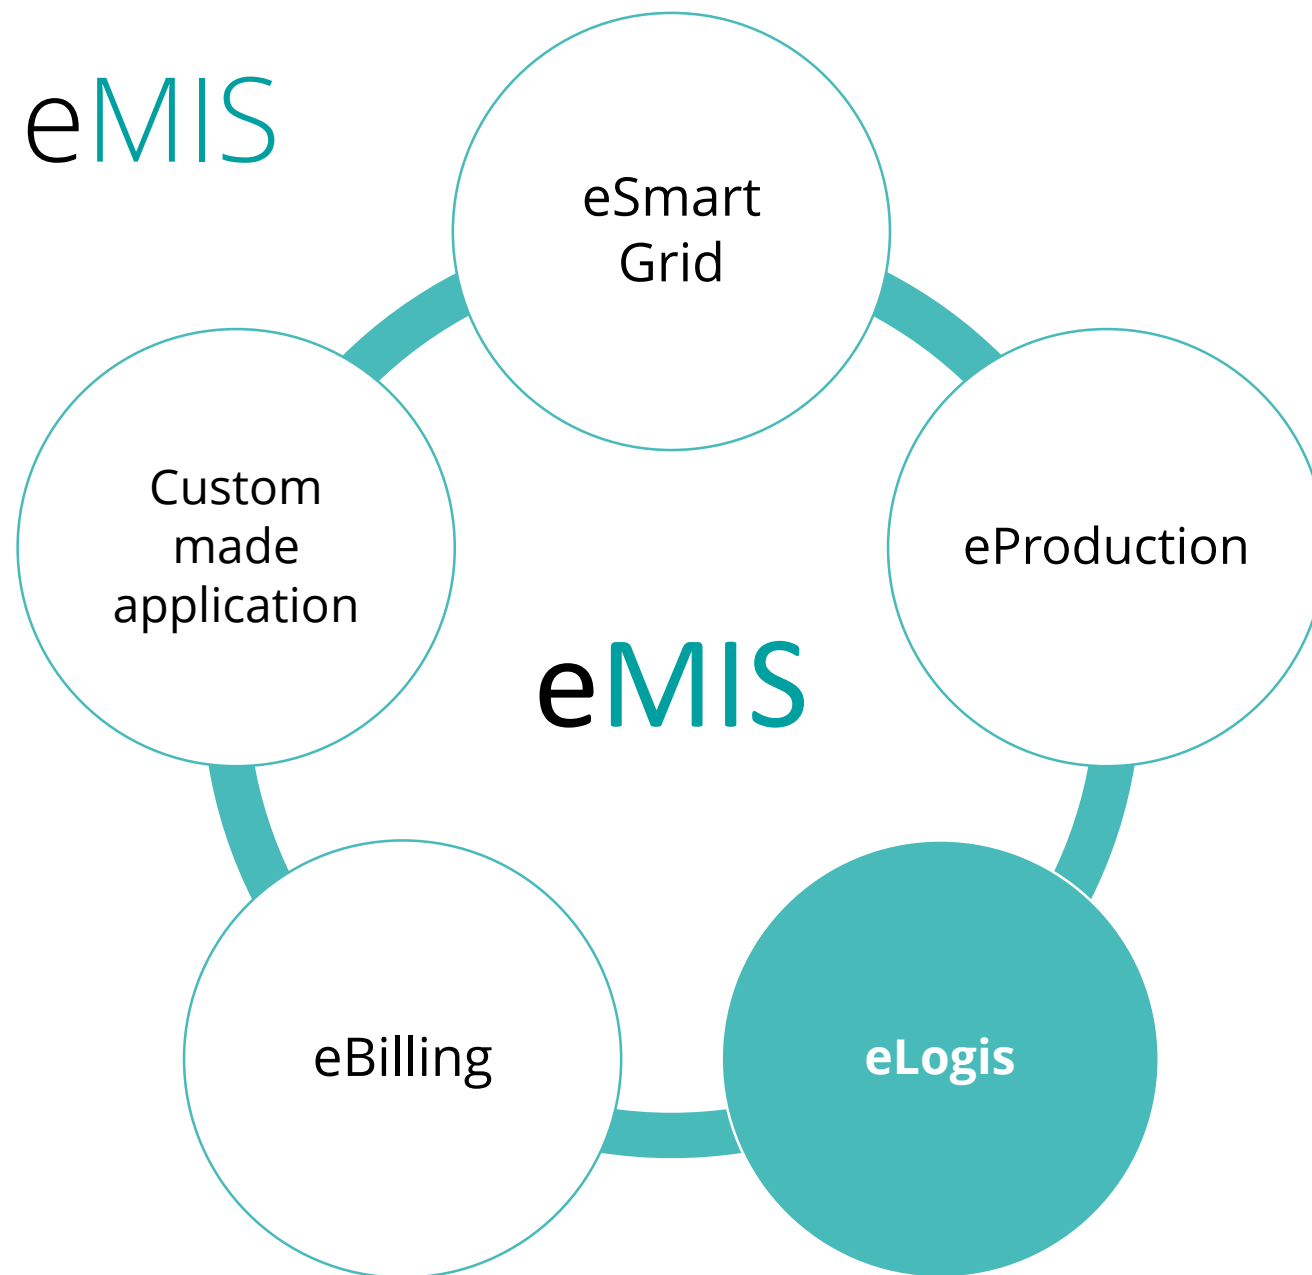 eMIS
eSmart
Grid
Custom
made
application
eProduction
eMIS
eBilling
eLogis